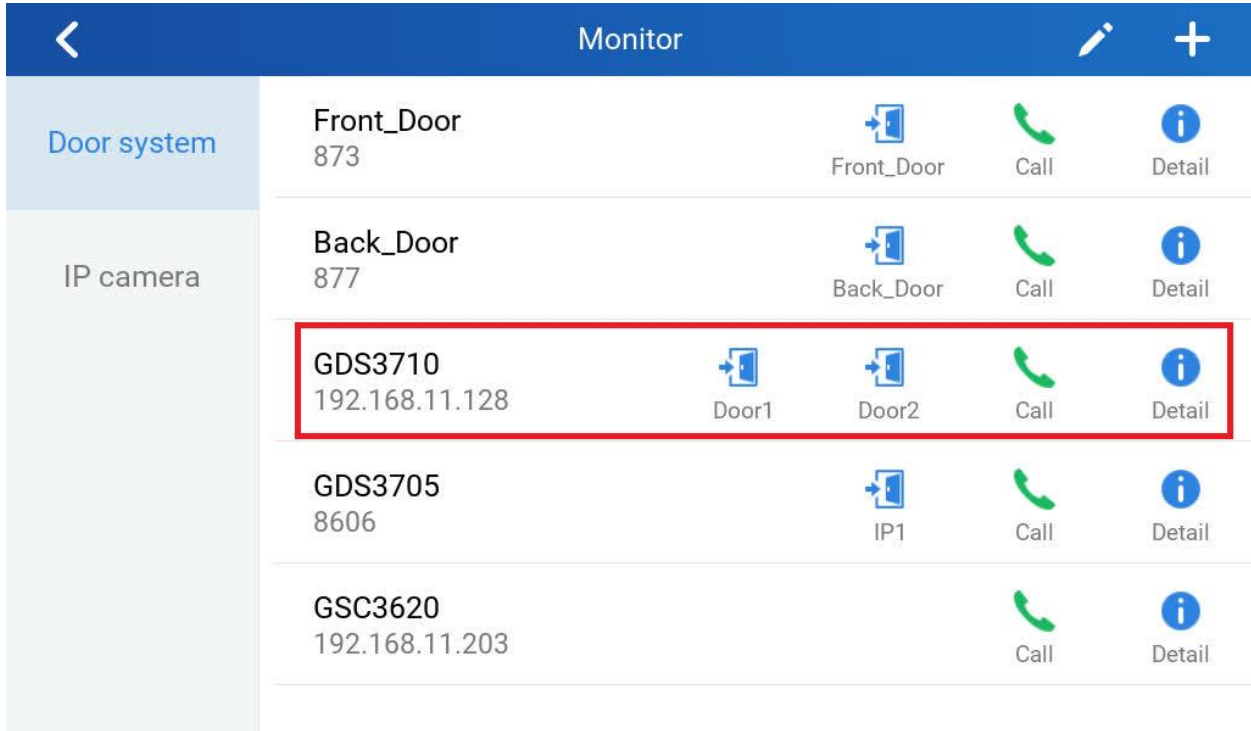 Monitor
Door system
IP camera
Front_Door
873
Front_Door
Call
Detail
Back_Door
877
Back_Door
Call
Detail
GDS3710
192.168.11.128
Door1
Door2
Call
Detail
GDS3705
8606
IP1
Call
Detail
GSC3620
192.168.11.203
Call
Detail